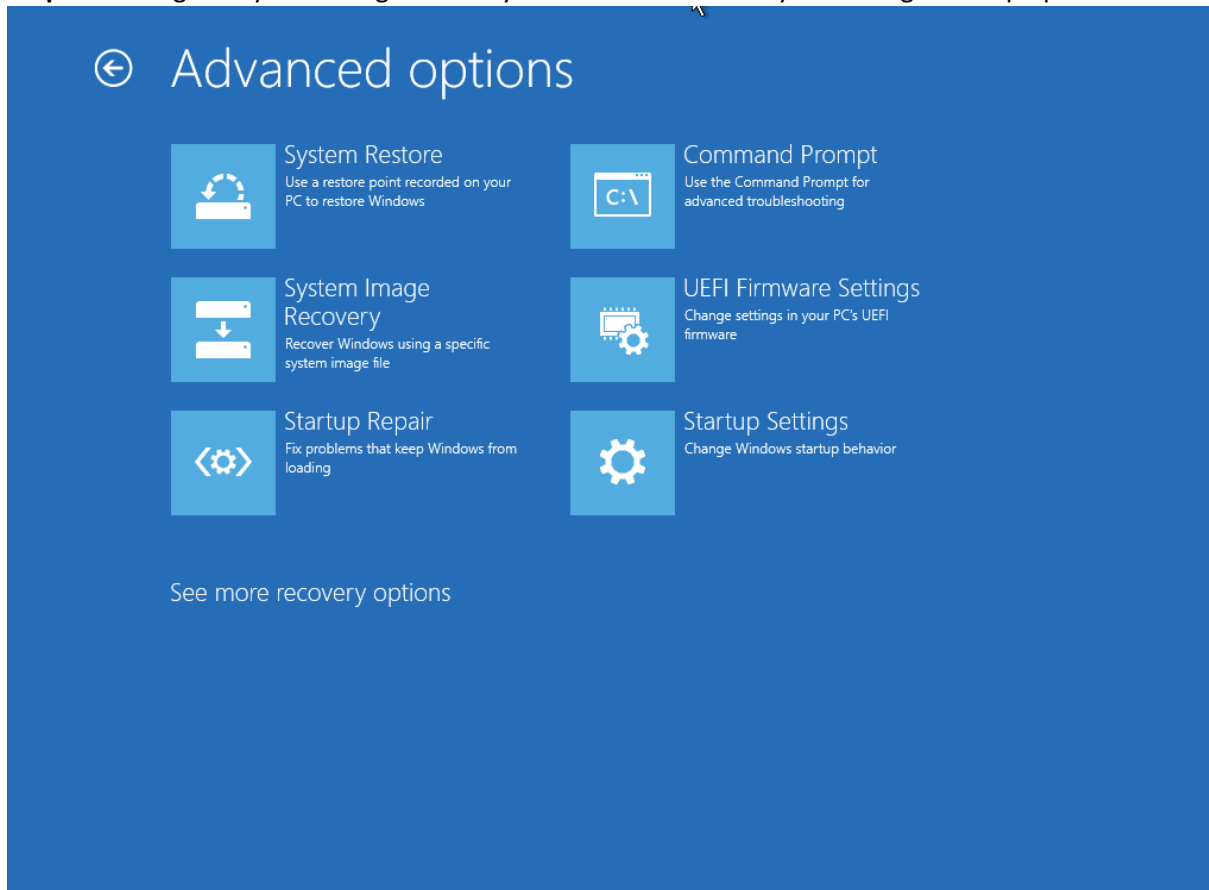 Advanced options
System Restore
Use a restore point recorded on your
PC to restore Windows
Command Prompt
C:\
Use the Command Prompt for
advanced troubleshooting
System Image
Recovery
Recover Windows using a specific
system image file
UEFI Firmware Settings
Change settings in your PC's UEFI
firmware
Startup Repair
Fix problems that keep Windows from
loading
Startup Settings
Change Windows startup behavior
See more recovery options